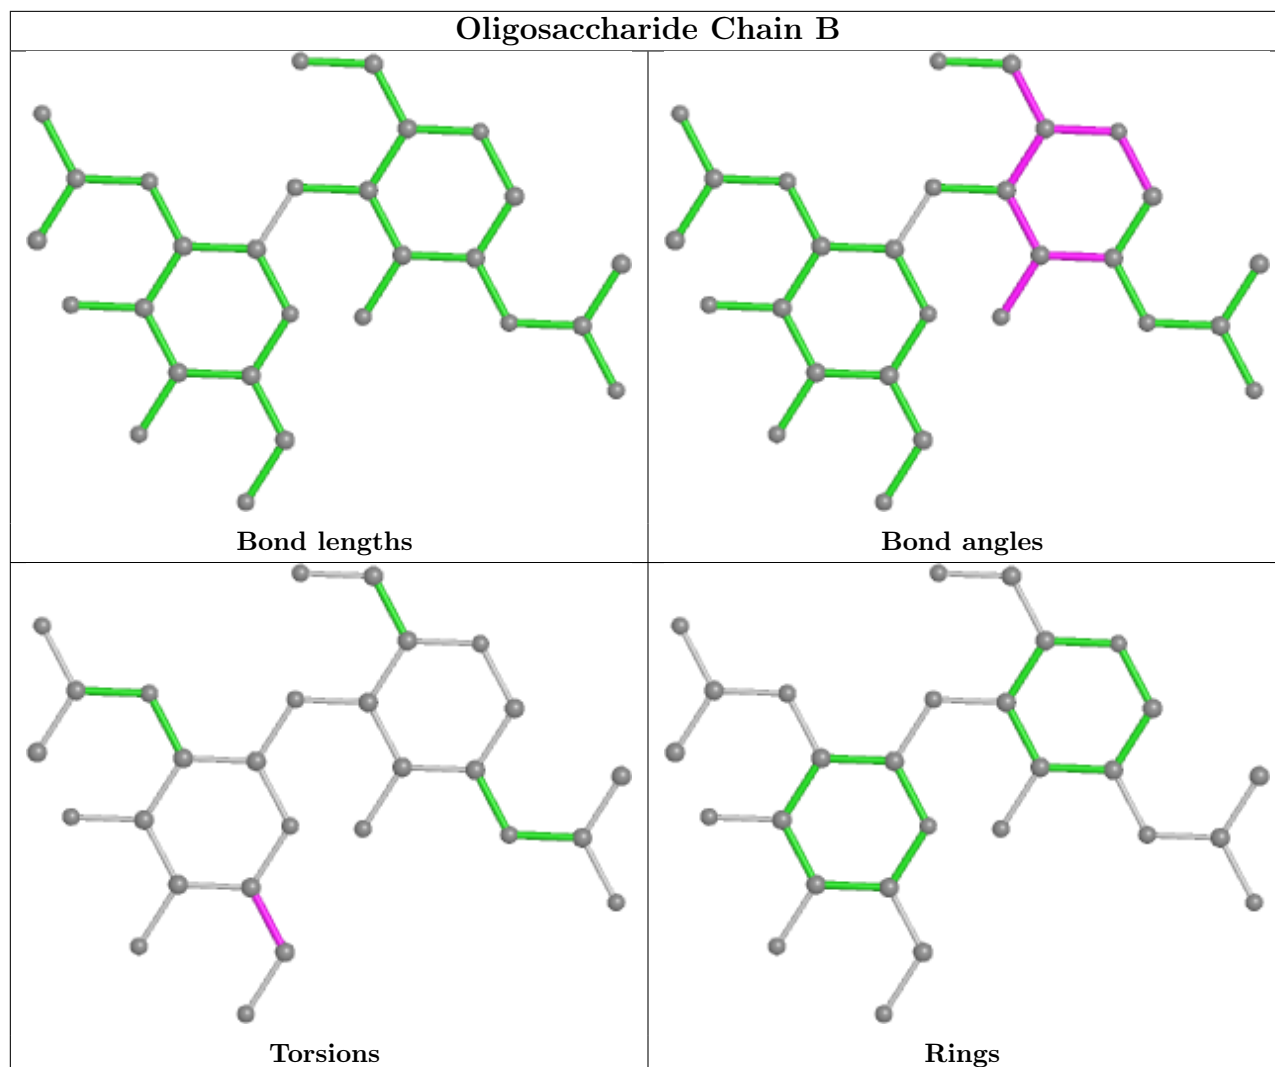 Oligosaccharide Chain B
Bond lengths
Bond angles
Torsions
Rings